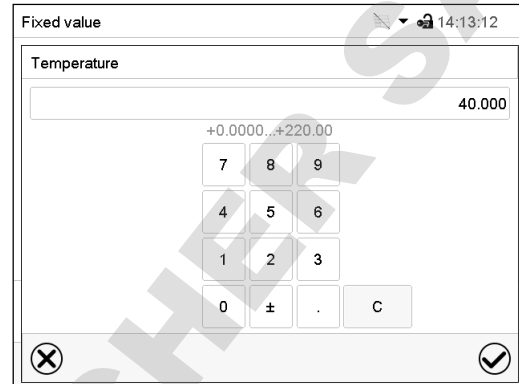 Fixed value 14:13:12
Temperature
40.000
+0.0000...+220.00
7 8 9
4 5 6
1 2 3
0 ± . C